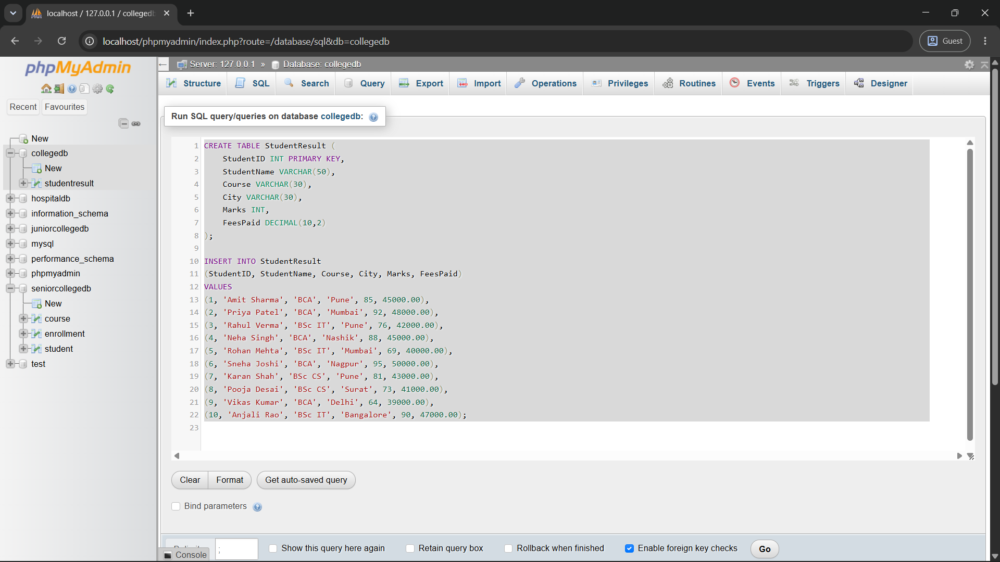 localhost / 127.0.0.1 / collegedb
localhost/phpmyadmin/index.php?route=/database/sql&db=collegedb
Guest
phpMyAdmin
Recent
Favourites
New
collegedb
New
studentresult
hospitaldb
information_schema
juniorcollegedb
mysql
performance_schema
phpmyadmin
seniorcollegedb
New
course
enrollment
student
test
Server: 127.0.0.1 » Database: collegedb
Structure
SQL
Search
Query
Export
Import
Operations
Privileges
Routines
Events
Triggers
Designer
Run SQL query/queries on database collegedb:
1 CREATE TABLE StudentResult (
2 StudentID INT PRIMARY KEY,
3 StudentName VARCHAR(50),
4 Course VARCHAR(30),
5 City VARCHAR(30),
6 Marks INT,
7 FeesPaid DECIMAL(10,2)
8 );
9
10 INSERT INTO StudentResult
11 (StudentID, StudentName, Course, City, Marks, FeesPaid)
12 VALUES
13 (1, 'Amit Sharma', 'BCA', 'Pune', 85, 45000.00),
14 (2, 'Priya Patel', 'BCA', 'Mumbai', 92, 48000.00),
15 (3, 'Rahul Verma', 'BSc IT', 'Pune', 76, 42000.00),
16 (4, 'Neha Singh', 'BCA', 'Nashik', 88, 45000.00),
17 (5, 'Rohan Mehta', 'BSc IT', 'Mumbai', 69, 40000.00),
18 (6, 'Sneha Joshi', 'BCA', 'Nagpur', 95, 50000.00),
19 (7, 'Karan Shah', 'BSc CS', 'Pune', 81, 43000.00),
20 (8, 'Pooja Desai', 'BSc CS', 'Surat', 73, 41000.00),
21 (9, 'Vikas Kumar', 'BCA', 'Delhi', 64, 39000.00),
22 (10, 'Anjali Rao', 'BSc IT', 'Bangalore', 90, 47000.00);
23
Clear
Format
Get auto-saved query
Bind parameters
;
Show this query here again
Retain query box
Rollback when finished
Enable foreign key checks
Go
Console